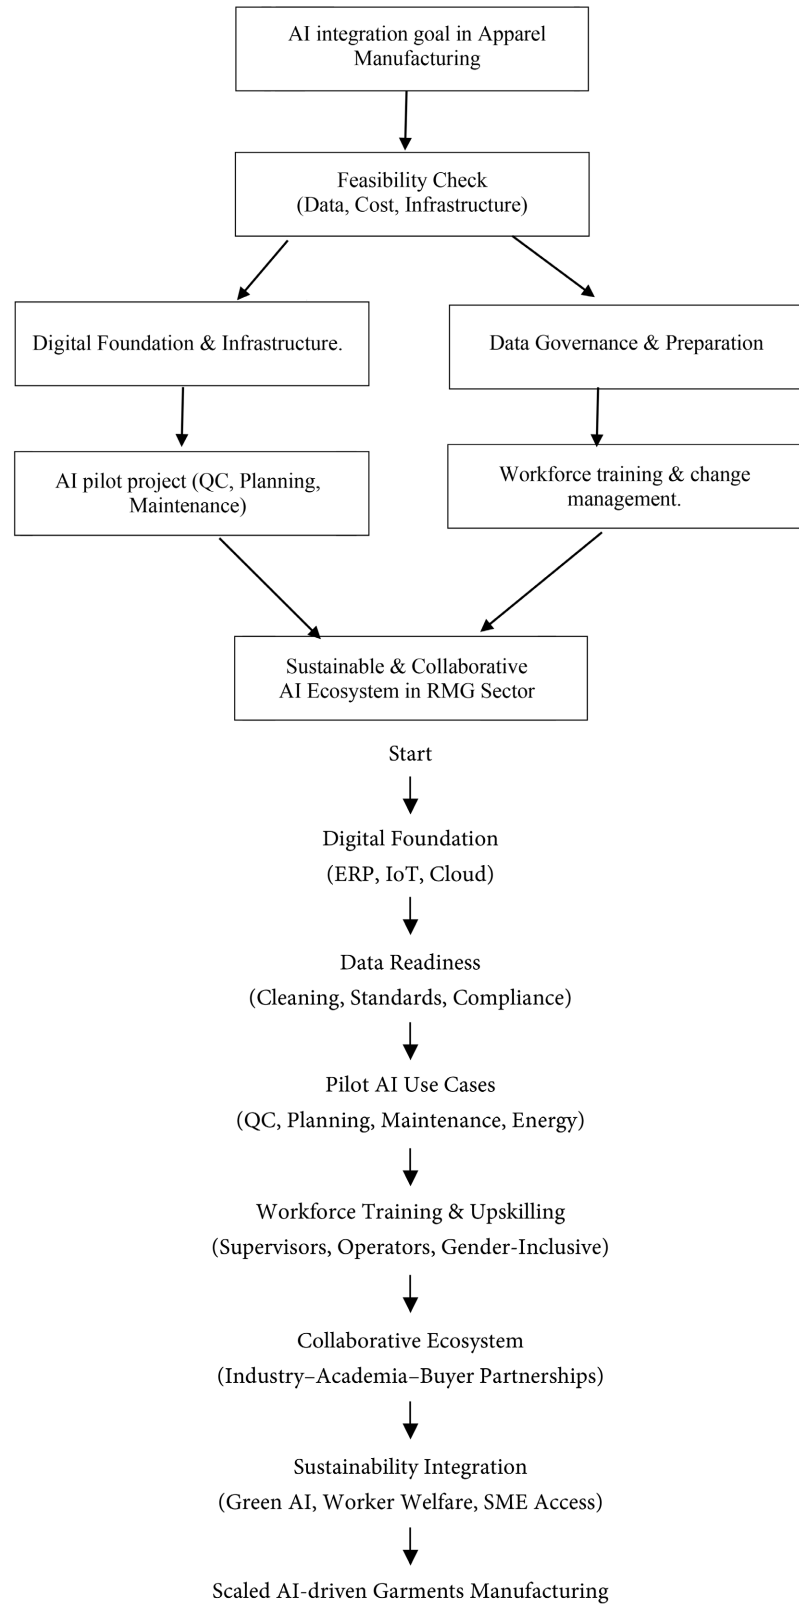 AI integration goal in Apparel
Manufacturing
Feasibility Check
(Data, Cost, Infrastructure)
Digital Foundation & Infrastructure.
Data Governance & Preparation
AI pilot project (QC, Planning,
Maintenance)
Workforce training & change
management.
Sustainable & Collaborative
AI Ecosystem in RMG Sector
Start
Digital Foundation
(ERP, IoT, Cloud)
Data Readiness
(Cleaning, Standards, Compliance)
Pilot AI Use Cases
(QC, Planning, Maintenance, Energy)
Workforce Training & Upskilling
(Supervisors, Operators, Gender-Inclusive)
Collaborative Ecosystem
(Industry–Academia–Buyer Partnerships)
Sustainability Integration
(Green AI, Worker Welfare, SME Access)
Scaled AI-driven Garments Manufacturing